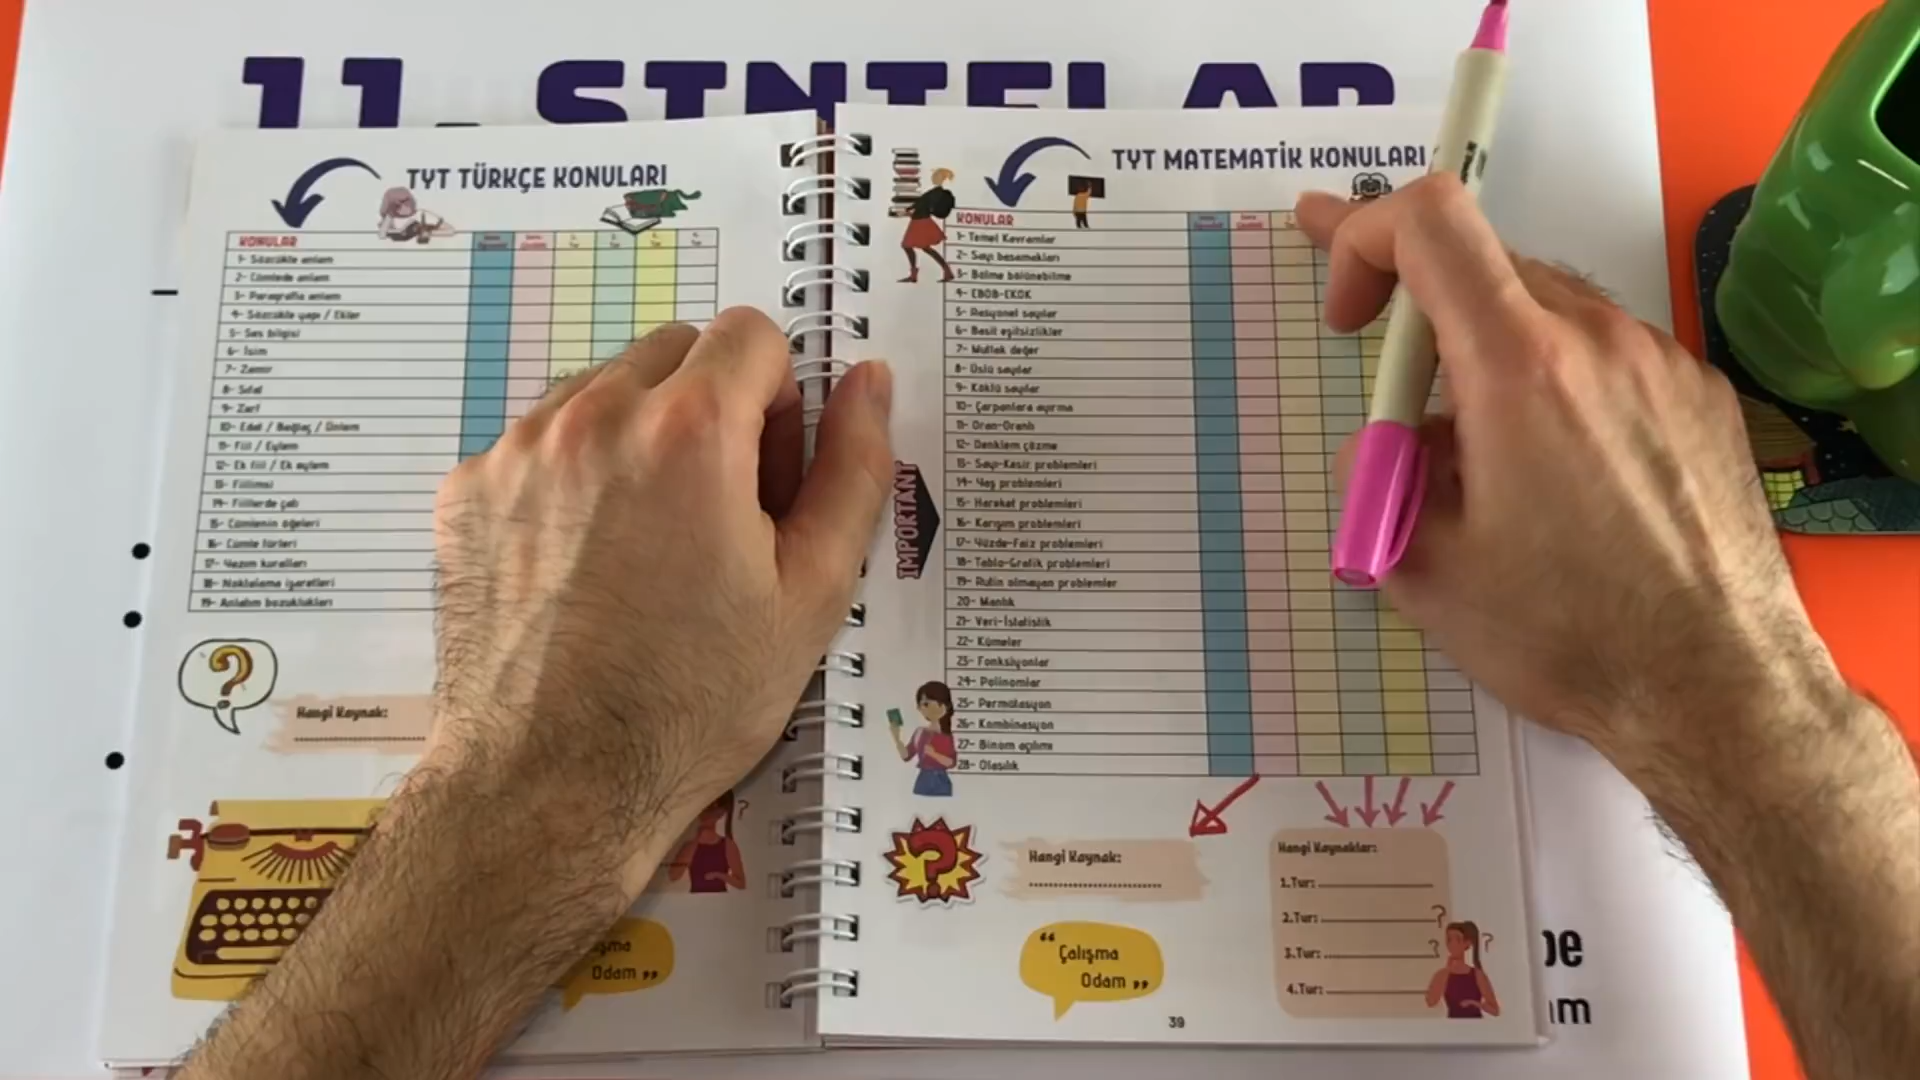 11. SINIFLAR
TYT TÜRKÇE KONULARI
KONULAR
1- Sözcükte anlam
2- Cümlede anlam
3- Paragrafta anlam
4- Sözcükte yapı / Ekler
5- Ses bilgisi
6- İsim
7- Zamir
8- Sıfat
9- Zarf
10- Edat / Bağlaç / Ünlem
11- Fiil / Eylem
12- Ek fiil / Ek eylem
13- Fiilimsi
14- Fiillerde çatı
15- Cümlenin öğeleri
16- Cümle türleri
17- Yazım kuralları
18- Noktalama işaretleri
19- Anlatım bozuklukları
Hangi Kaynak:
Odam „
TYT MATEMATİK KONULARI
KONULAR
1- Temel Kavramlar
2- Sayı basamakları
3- Bölme bölünebilme
4- EBOB-EKOK
5- Rasyonel sayılar
6- Basit eşitsizlikler
7- Mutlak değer
8- Üslü sayılar
9- Köklü sayılar
10- Çarpanlara ayırma
11- Oran-Orantı
12- Denklem çözme
13- Sayı-Kesir problemleri
14- Yaş problemleri
15- Hareket problemleri
16- Karışım problemleri
17- Yüzde-Faiz problemleri
18- Tablo-Grafik problemleri
19- Rutin olmayan problemler
20- Mantık
21- Veri-İstatistik
22- Kümeler
23- Fonksiyonlar
24- Polinomlar
25- Permütasyon
26- Kombinasyon
27- Binom açılımı
28- Olasılık
IMPORTANT
Hangi Kaynak:
Hangi Kaynaklar:
1.Tur:
2.Tur:
3.Tur:
4.Tur:
“ Çalışma
Odam „
39